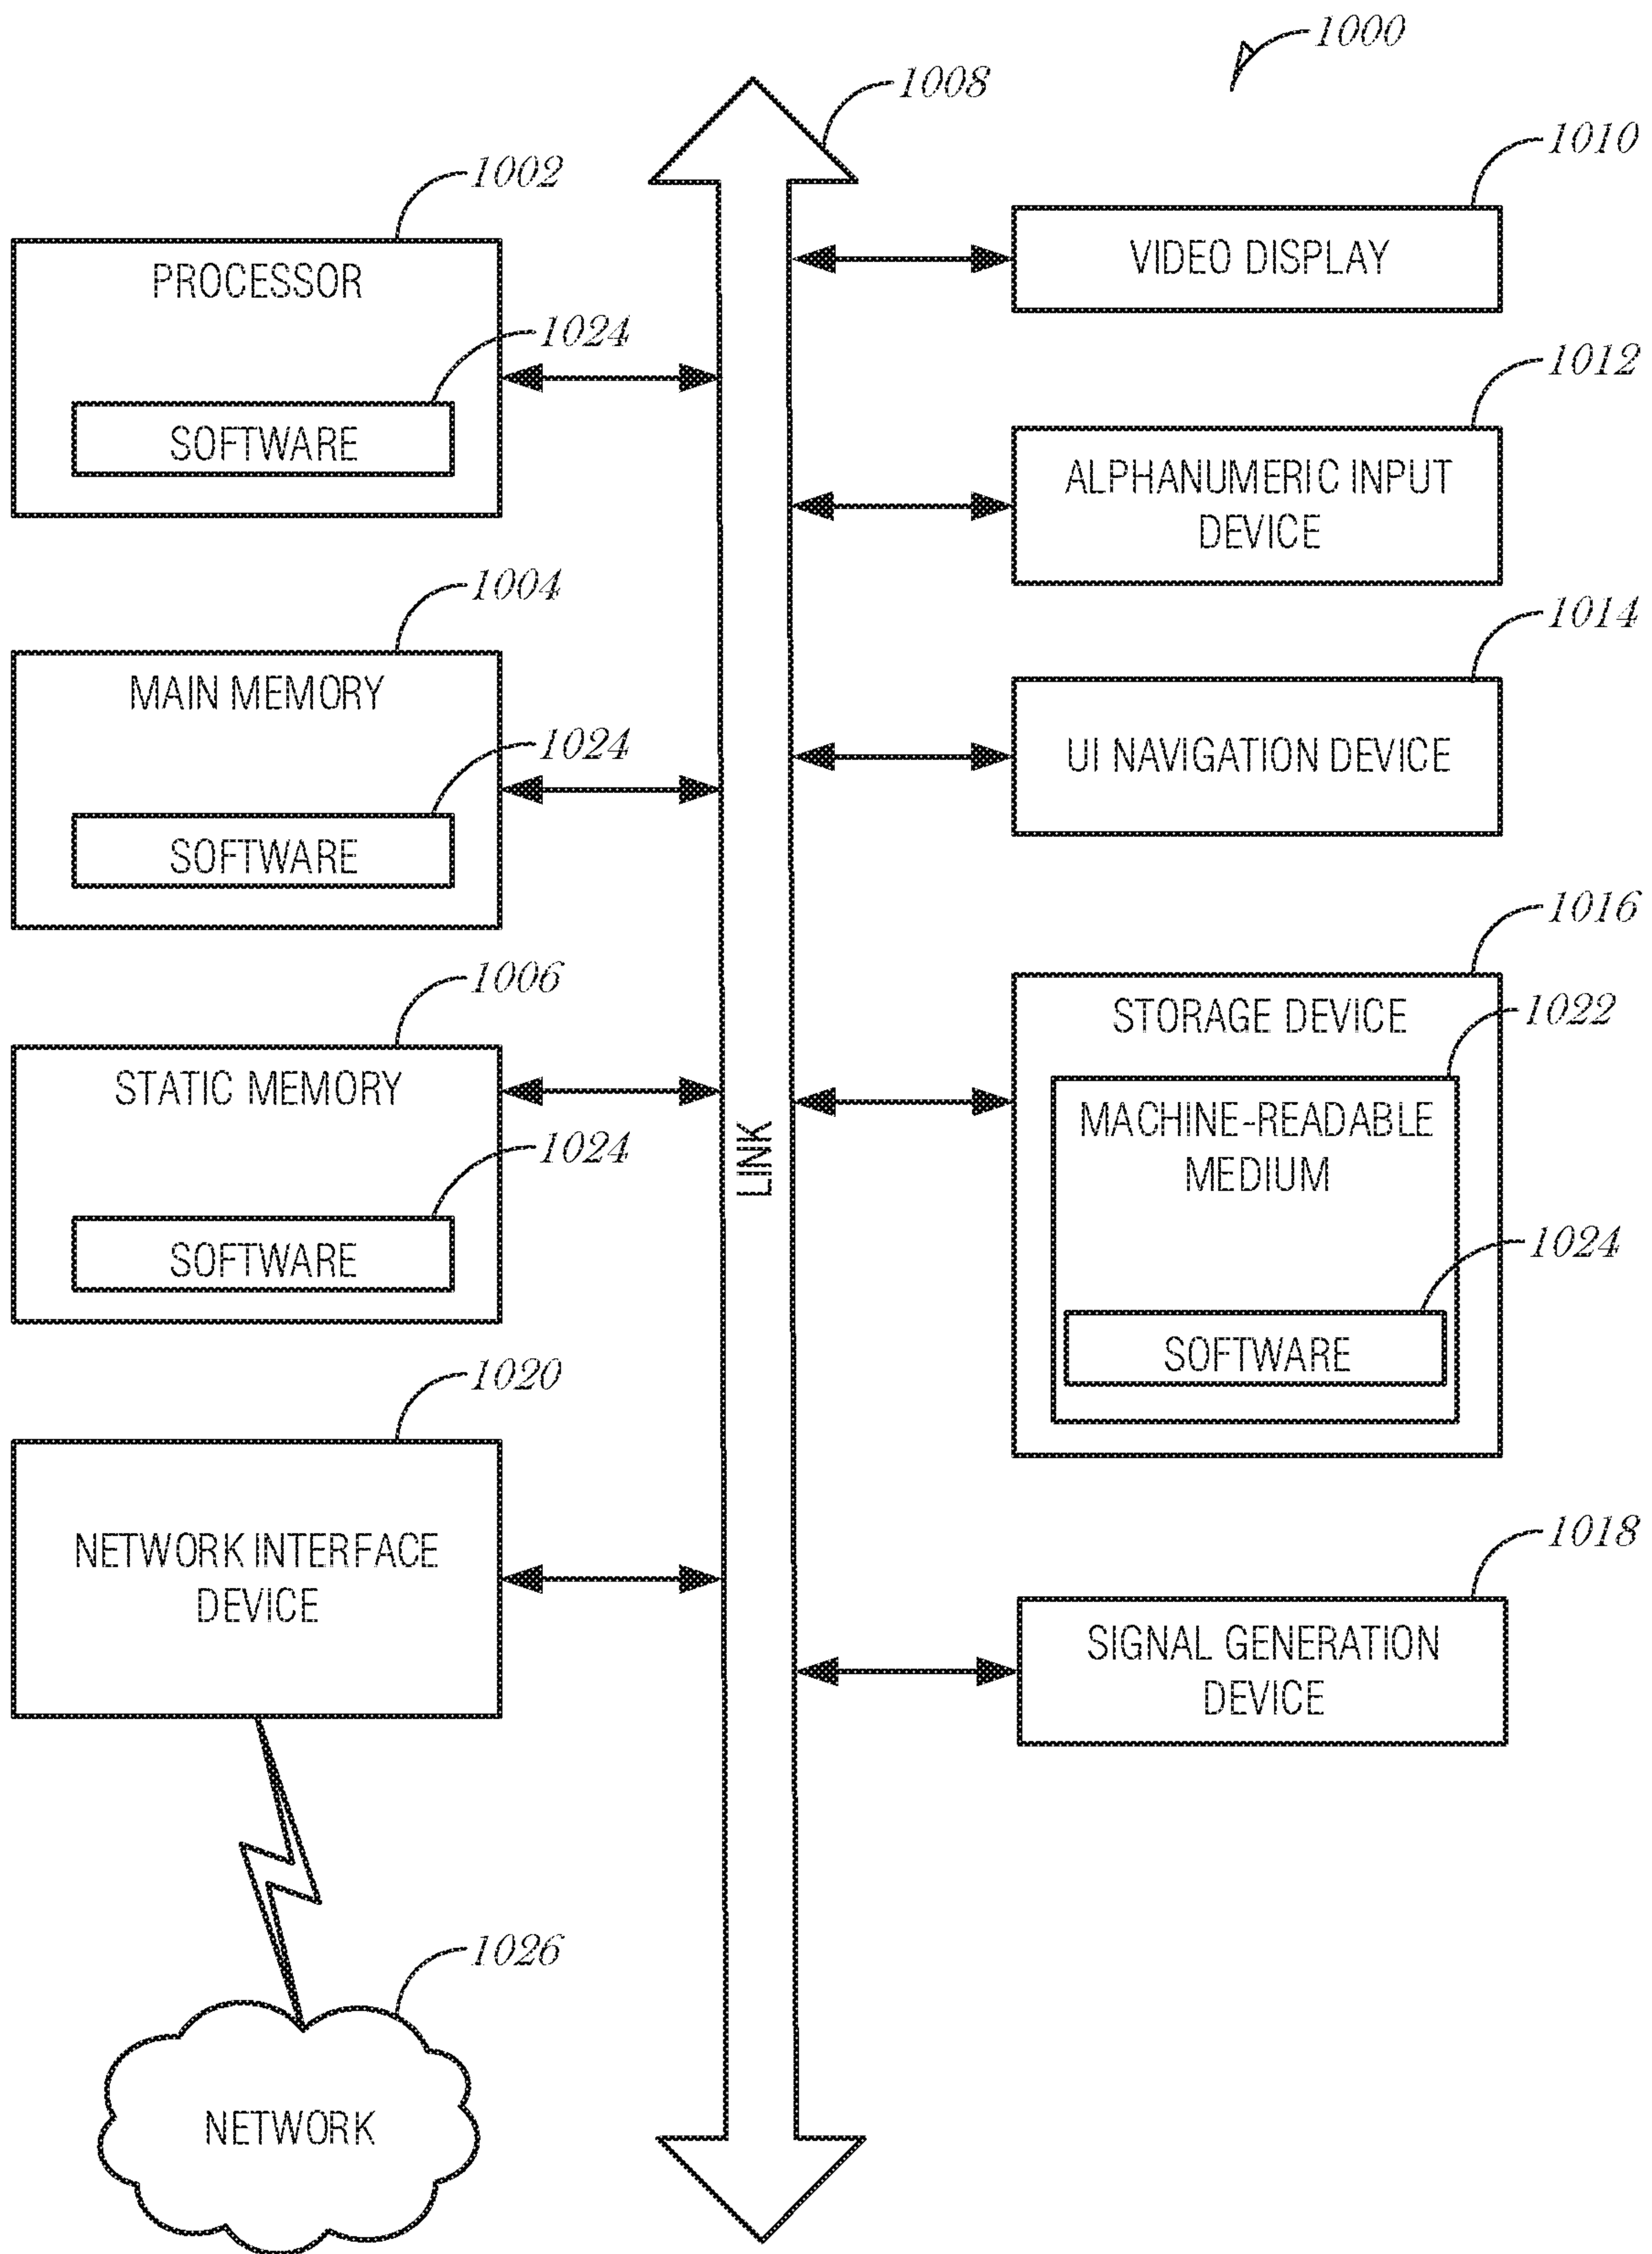 1000
1008
1002
PROCESSOR
1024
SOFTWARE
1004
MAIN MEMORY
1024
SOFTWARE
1006
STATIC MEMORY
1024
SOFTWARE
1020
NETWORK INTERFACE
DEVICE
1026
NETWORK
LINK
1010
VIDEO DISPLAY
1012
ALPHANUMERIC INPUT
DEVICE
1014
UI NAVIGATION DEVICE
1016
STORAGE DEVICE
1022
MACHINE-READABLE
MEDIUM
1024
SOFTWARE
1018
SIGNAL GENERATION
DEVICE